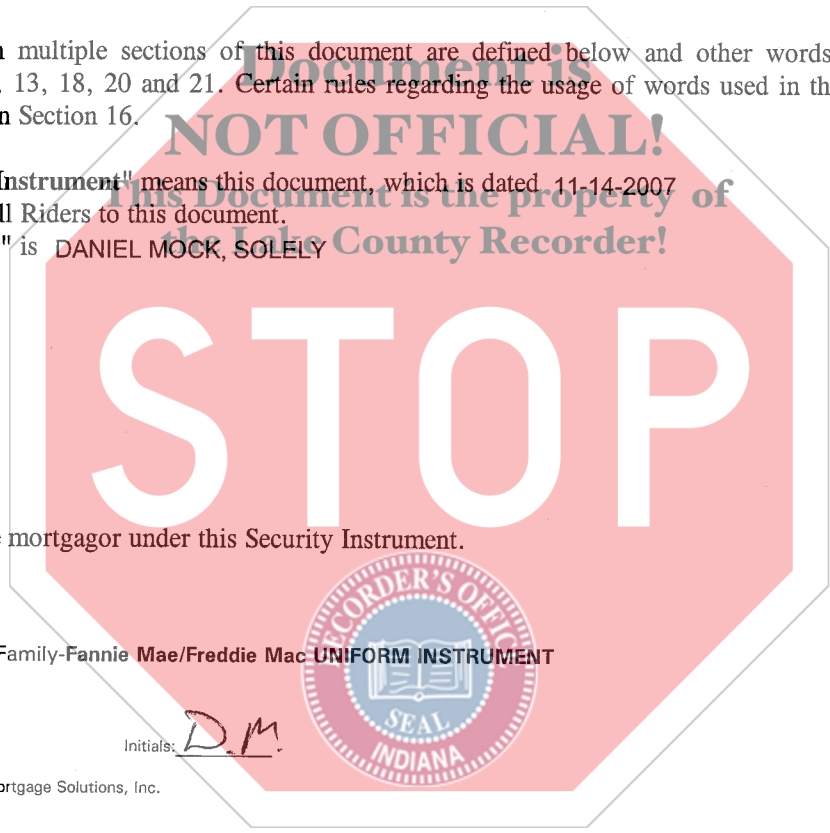 multiple sections of this document are defined below and other words
Document is
, 13, 18, 20 and 21. Certain rules regarding the usage of words used in th
n Section 16.
NOT OFFICIAL!
Instrument" means this document, which is dated 11-14-2007
This Document is the property of
ll Riders to this document.
" is DANIEL MOCK, SOLELY
the Lake County Recorder!
STOP
mortgagor under this Security Instrument.
RECORDER'S OFFICE
Family-Fannie Mae/Freddie Mac UNIFORM INSTRUMENT
SEAL
INDIANA
Initials: D.M.
ortgage Solutions, Inc.